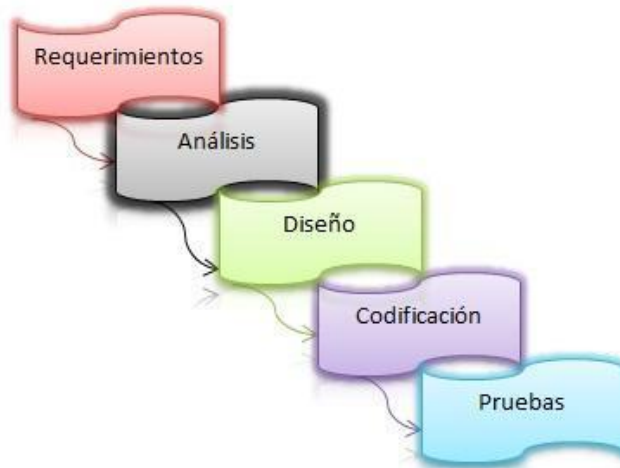 Requerimientos
Análisis
Diseño
Codificación
Pruebas